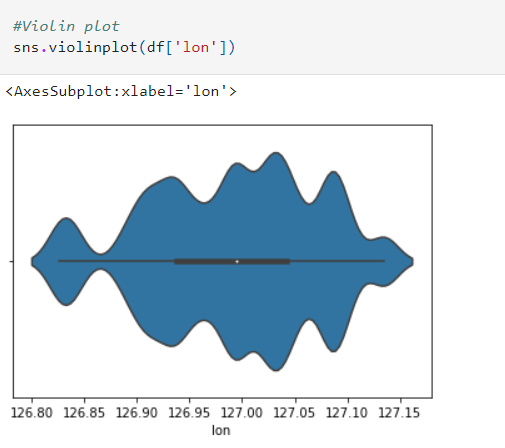 #Violin plot
sns.violinplot(df['lon'])
<AxesSubplot:xlabel='lon'>
126.80 126.85 126.90 126.95 127.00 127.05 127.10 127.15
lon